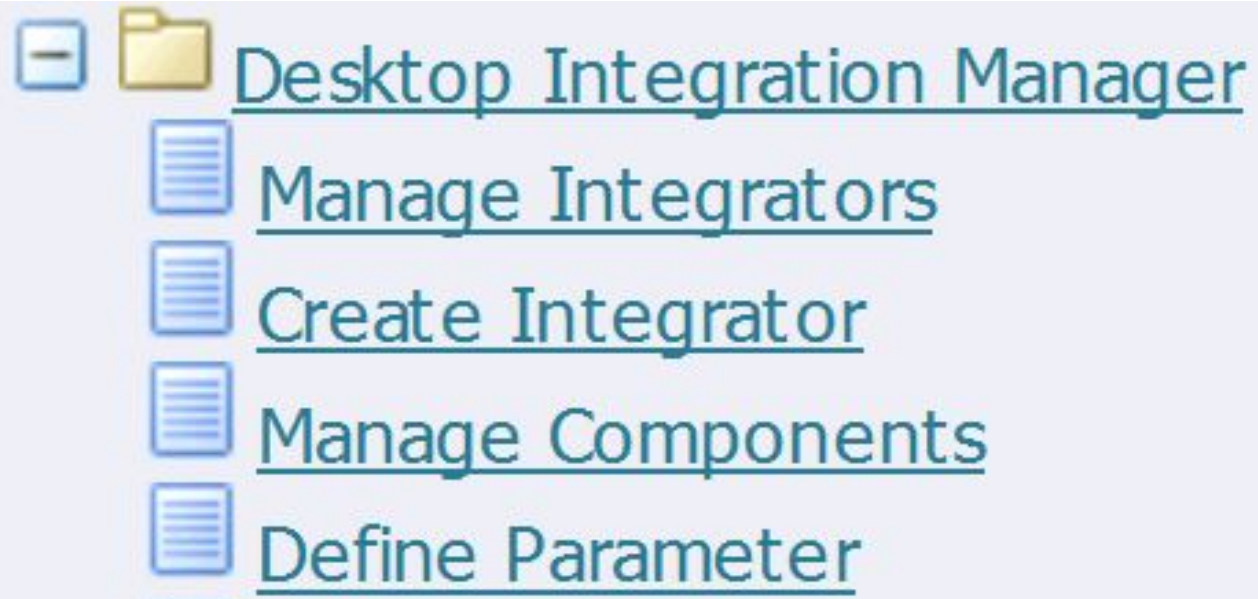 Desktop Integration Manager
Manage Integrators
Create Integrator
Manage Components
Define Parameter